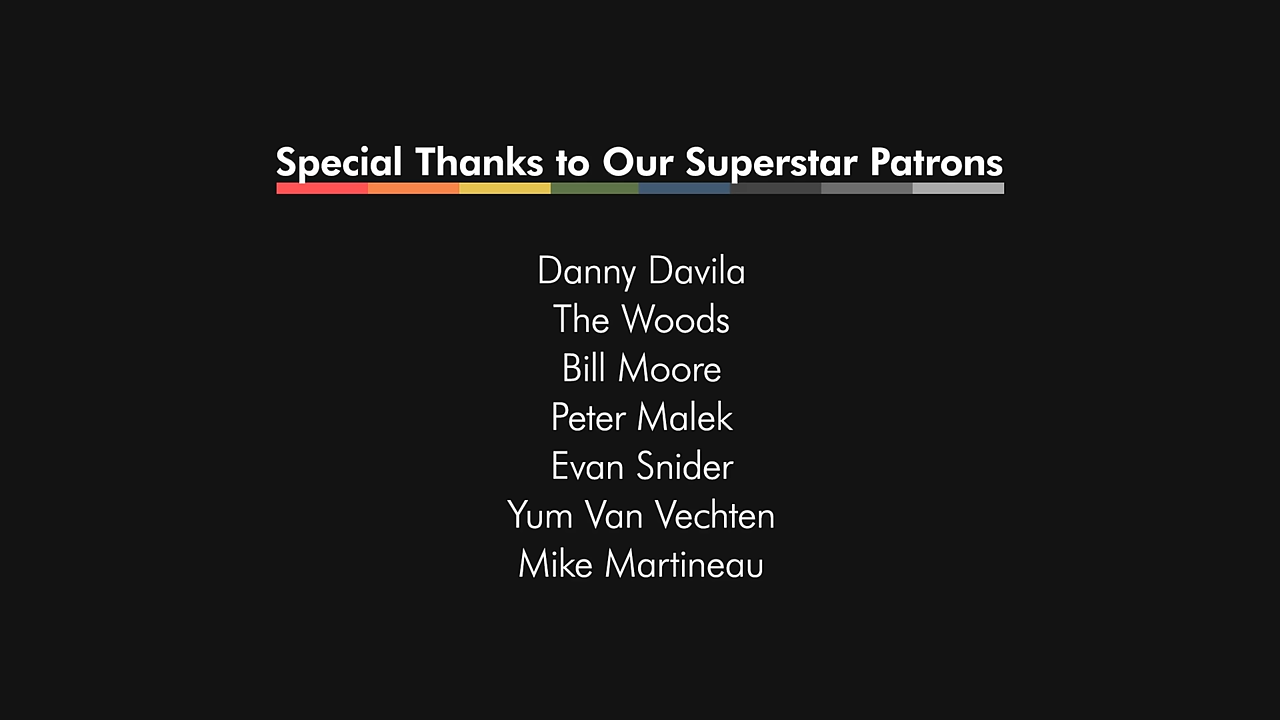 Special Thanks to Our Superstar Patrons
Danny Davila
The Woods
Bill Moore
Peter Malek
Evan Snider
Yum Van Vechten
Mike Martineau